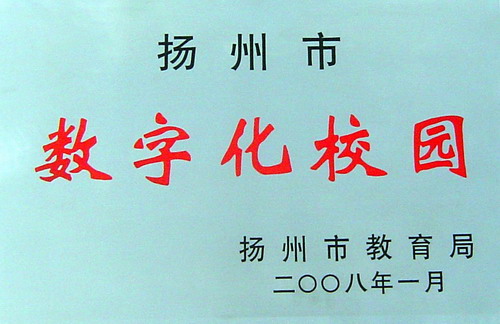 扬州市
数字化校园
扬州市教育局
二〇〇八年一月